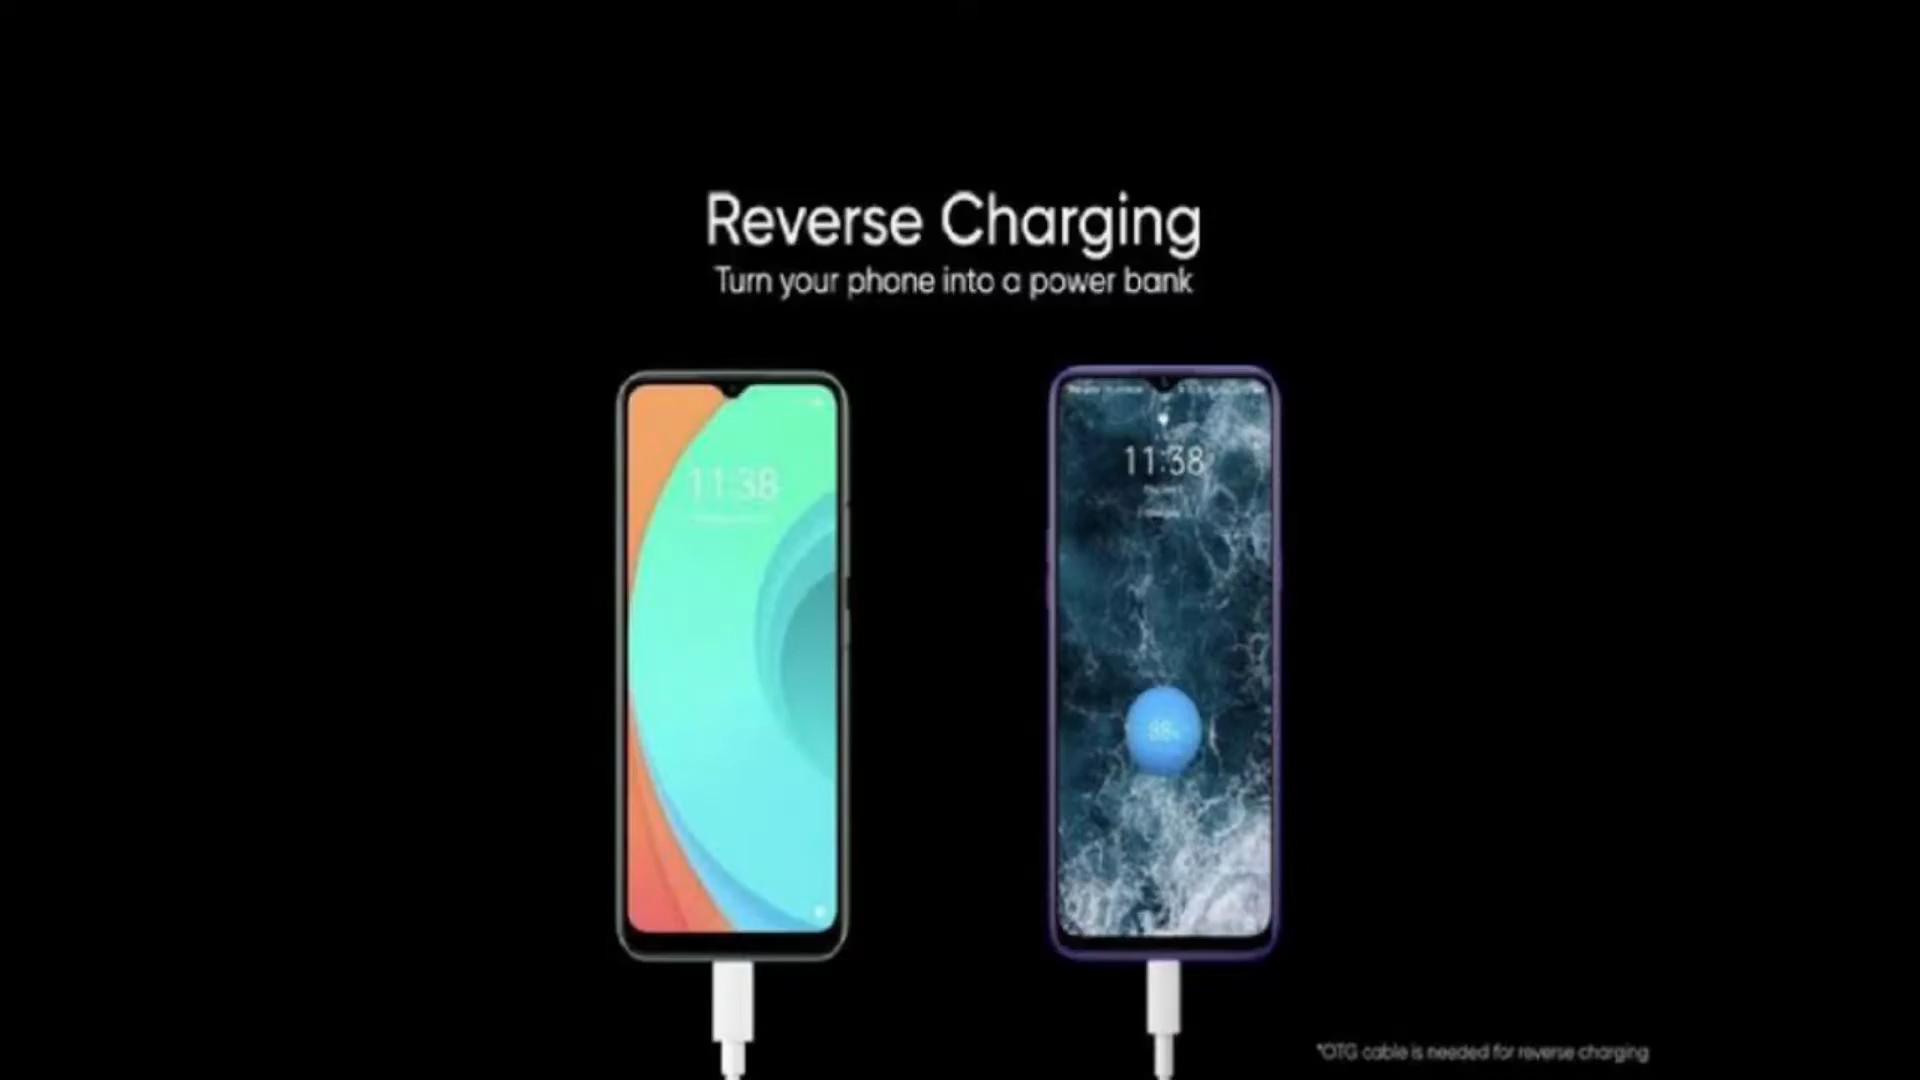 Reverse Charging
Turn your phone into a power bank
11:38
11:38
*OTG cable is needed for reverse charging